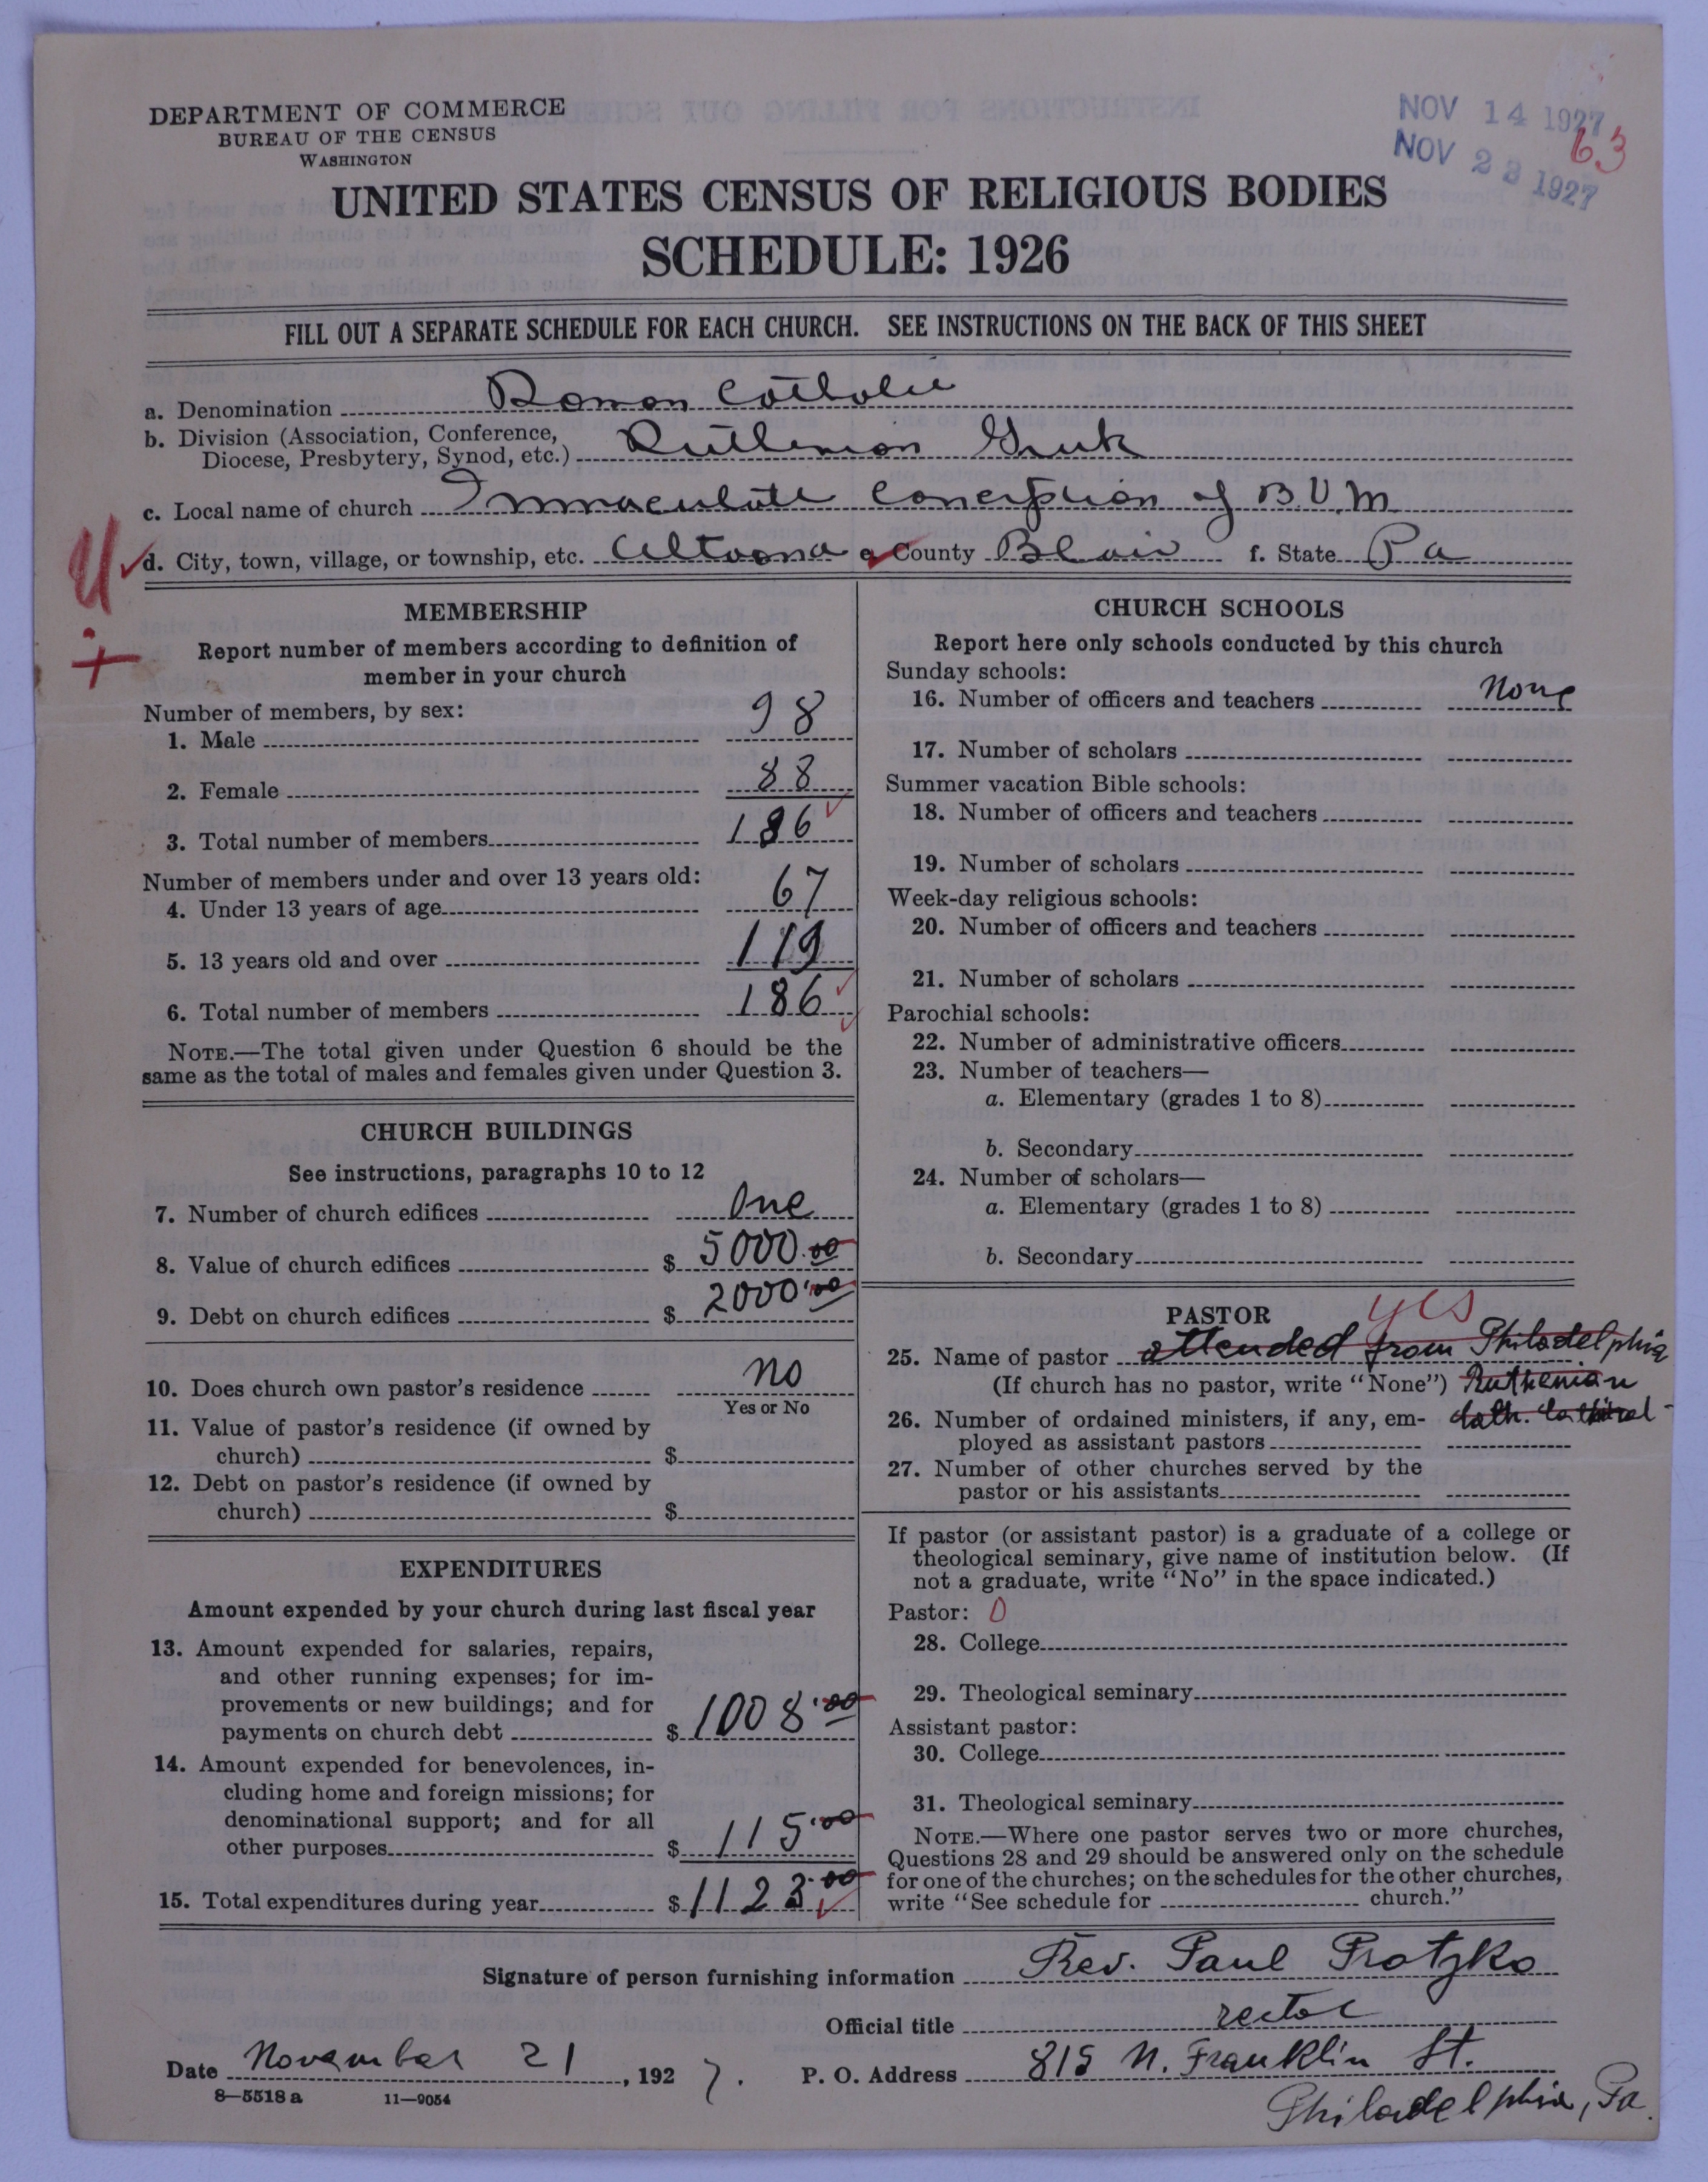 DEPARTMENT OF COMMERCE
BUREAU OF THE CENSUS
WASHINGTON
NOV 14 1927
63
NOV 23 1927
UNITED STATES CENSUS OF RELIGIOUS BODIES
SCHEDULE: 1926
FILL OUT A SEPARATE SCHEDULE FOR EACH CHURCH. SEE INSTRUCTIONS ON THE BACK OF THIS SHEET
a. Denomination Roman Catholic
b. Division (Association, Conference,
Diocese, Presbytery, Synod, etc.) Ruthenian Greek
c. Local name of church Immaculate Conception of B.V.M
d. City, town, village, or township, etc. Altoona e. County Blair f. State Pa
MEMBERSHIP
Report number of members according to definition of
member in your church
Number of members, by sex:
1. Male 98
2. Female 88
3. Total number of members 186
Number of members under and over 13 years old:
4. Under 13 years of age 67
5. 13 years old and over 119
6. Total number of members 186
NOTE.—The total given under Question 6 should be the
same as the total of males and females given under Question 3.
CHURCH BUILDINGS
See instructions, paragraphs 10 to 12
7. Number of church edifices One
8. Value of church edifices $ 5000.00
9. Debt on church edifices $ 2000.00
10. Does church own pastor's residence no
Yes or No
11. Value of pastor's residence (if owned by
church) $
12. Debt on pastor's residence (if owned by
church) $
EXPENDITURES
Amount expended by your church during last fiscal year
13. Amount expended for salaries, repairs,
and other running expenses; for im-
provements or new buildings; and for
payments on church debt $ 1008.00
14. Amount expended for benevolences, in-
cluding home and foreign missions; for
denominational support; and for all
other purposes $ 115.00
15. Total expenditures during year $ 1123.00
CHURCH SCHOOLS
Report here only schools conducted by this church
Sunday schools:
16. Number of officers and teachers None
17. Number of scholars
Summer vacation Bible schools:
18. Number of officers and teachers
19. Number of scholars
Week-day religious schools:
20. Number of officers and teachers
21. Number of scholars
Parochial schools:
22. Number of administrative officers
23. Number of teachers—
a. Elementary (grades 1 to 8)
b. Secondary
24. Number of scholars—
a. Elementary (grades 1 to 8)
b. Secondary
PASTOR yes
25. Name of pastor attended from Philadelphia
(If church has no pastor, write "None") Ruthenian
26. Number of ordained ministers, if any, em- Cath. Cathedral
ployed as assistant pastors
27. Number of other churches served by the
pastor or his assistants
If pastor (or assistant pastor) is a graduate of a college or
theological seminary, give name of institution below. (If
not a graduate, write "No" in the space indicated.)
Pastor: 0
28. College
29. Theological seminary
Assistant pastor:
30. College
31. Theological seminary
NOTE.—Where one pastor serves two or more churches,
Questions 28 and 29 should be answered only on the schedule
for one of the churches; on the schedules for the other churches,
write "See schedule for church."
Signature of person furnishing information Rev. Paul Protzko
Official title rector
Date November 21, 1927. P. O. Address 815 N. Franklin St.
8—5518 a 11—9054
Philadelphia, Pa.